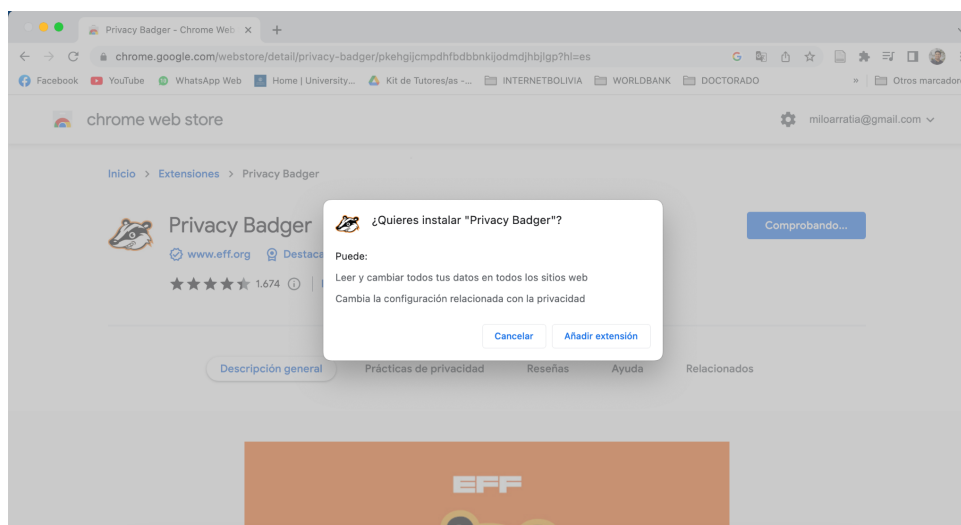 Privacy Badger - Chrome Web
chrome.google.com/webstore/detail/privacy-badger/pkehgijcmpdhfbdbbnkijodmdjhbjlgp?hl=es
Facebook YouTube WhatsApp Web Home | University... Kit de Tutores/as -... INTERNETBOLIVIA WORLDBANK DOCTORADO » Otros marcador
chrome web store miloarratia@gmail.com
Inicio > Extensiones > Privacy Badger
Privacy Badger
Comprobando...
www.eff.org Destaca
1.674
¿Quieres instalar "Privacy Badger"?
Puede:
Leer y cambiar todos tus datos en todos los sitios web
Cambia la configuración relacionada con la privacidad
Cancelar Añadir extensión
Descripción general Prácticas de privacidad Reseñas Ayuda Relacionados
EFF